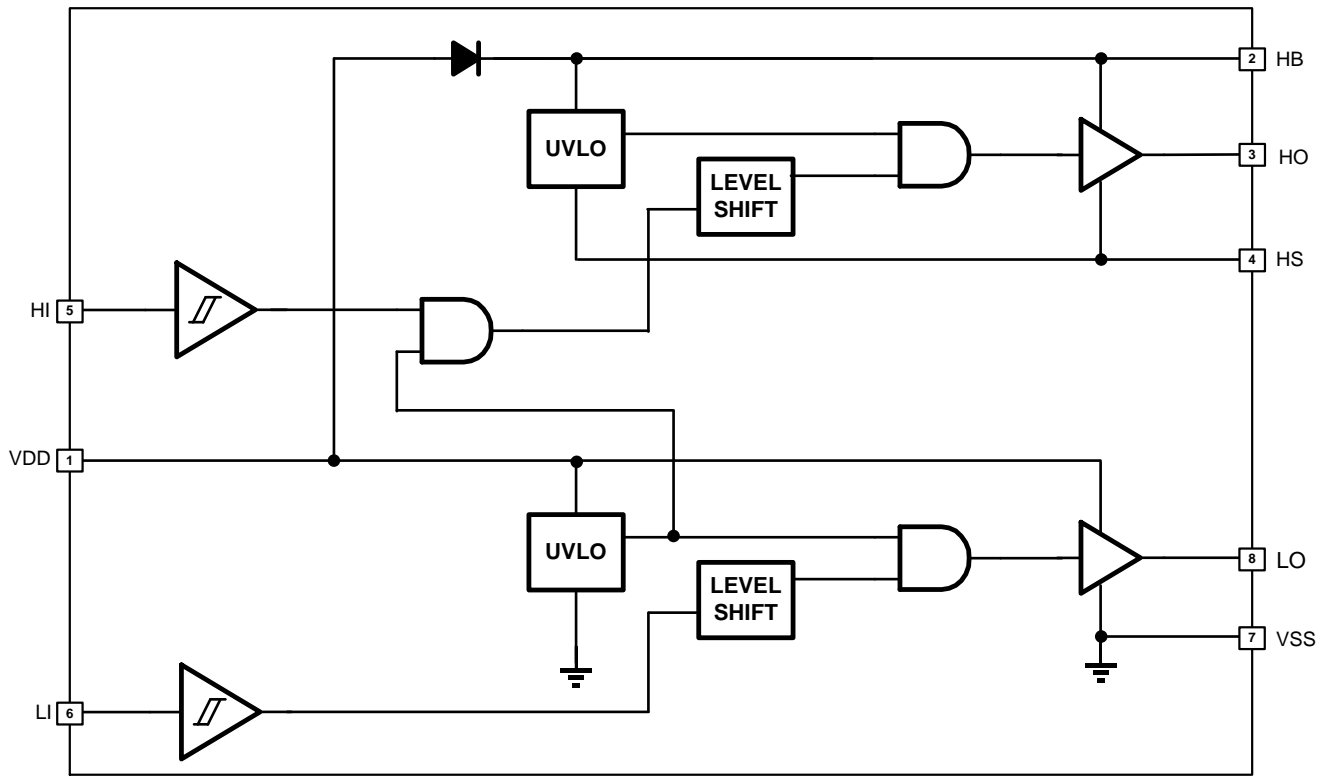 2 HB
UVLO
3 HO
LEVEL
SHIFT
4 HS
HI 5
VDD 1
UVLO
8 LO
LEVEL
SHIFT
7 VSS
LI 6